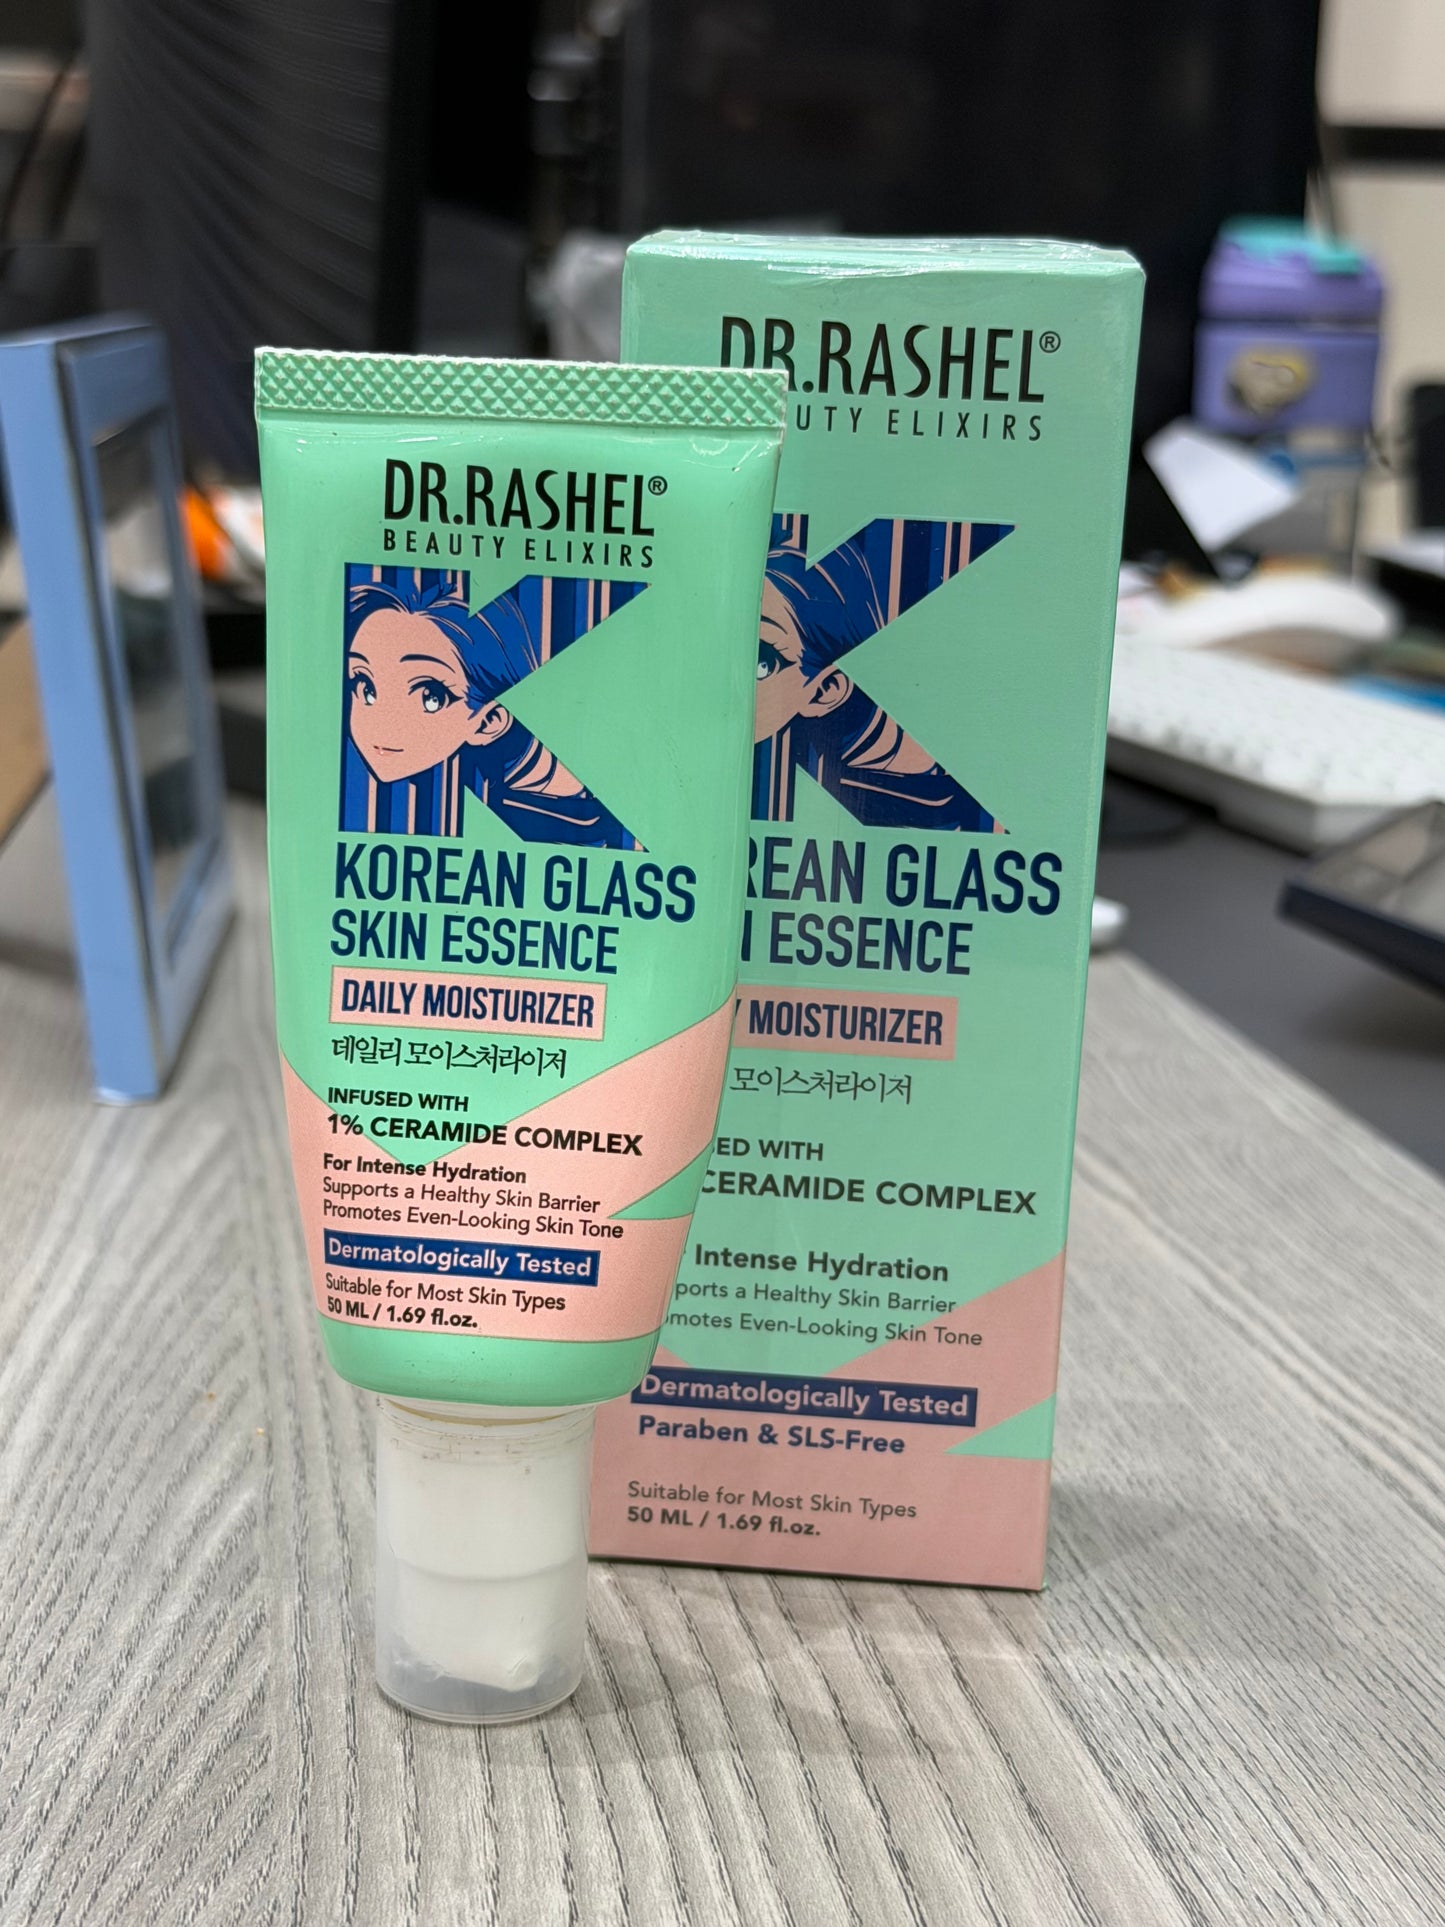 DR.RASHEL®
BEAUTY ELIXIRS
KOREAN GLASS
SKIN ESSENCE
DAILY MOISTURIZER
데일리 모이스처라이저
INFUSED WITH
1% CERAMIDE COMPLEX
For Intense Hydration
Supports a Healthy Skin Barrier
Promotes Even-Looking Skin Tone
Dermatologically Tested
Suitable for Most Skin Types
50 ML / 1.69 fl.oz.
DR.RASHEL®
UTY ELIXIRS
REAN GLASS
ESSENCE
MOISTURIZER
모이스처라이저
ED WITH
CERAMIDE COMPLEX
Intense Hydration
ports a Healthy Skin Barrier
omotes Even-Looking Skin Tone
Dermatologically Tested
Paraben & SLS-Free
Suitable for Most Skin Types
50 ML / 1.69 fl.oz.